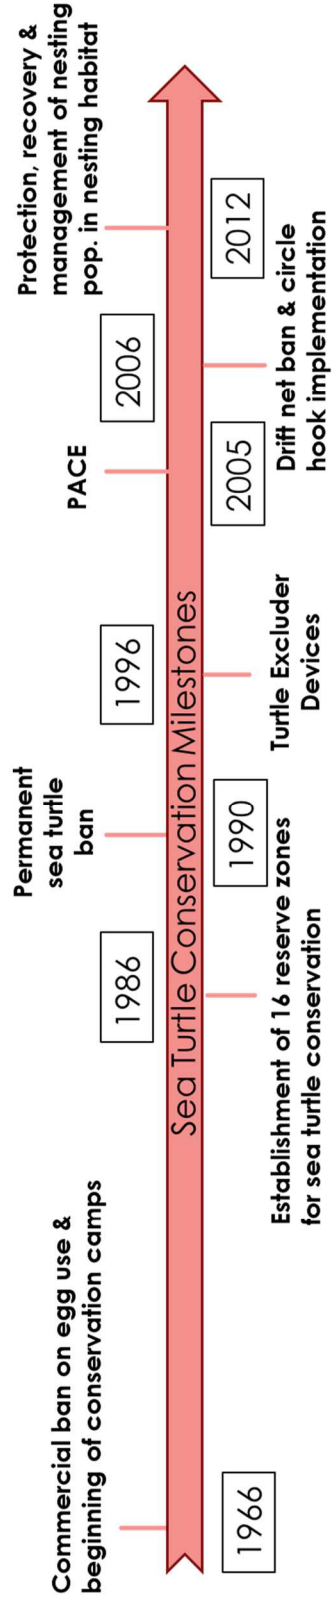 Commercial ban on egg use &
beginning of conservation camps
1966
1986
Establishment of 16 reserve zones
for sea turtle conservation
Permanent
sea turtle
ban
1990
1996
Turtle Excluder
Devices
PACE
2005
2006
Drift net ban & circle
hook implementation
Protection, recovery &
management of nesting
pop. in nesting habitat
2012
Sea Turtle Conservation Milestones